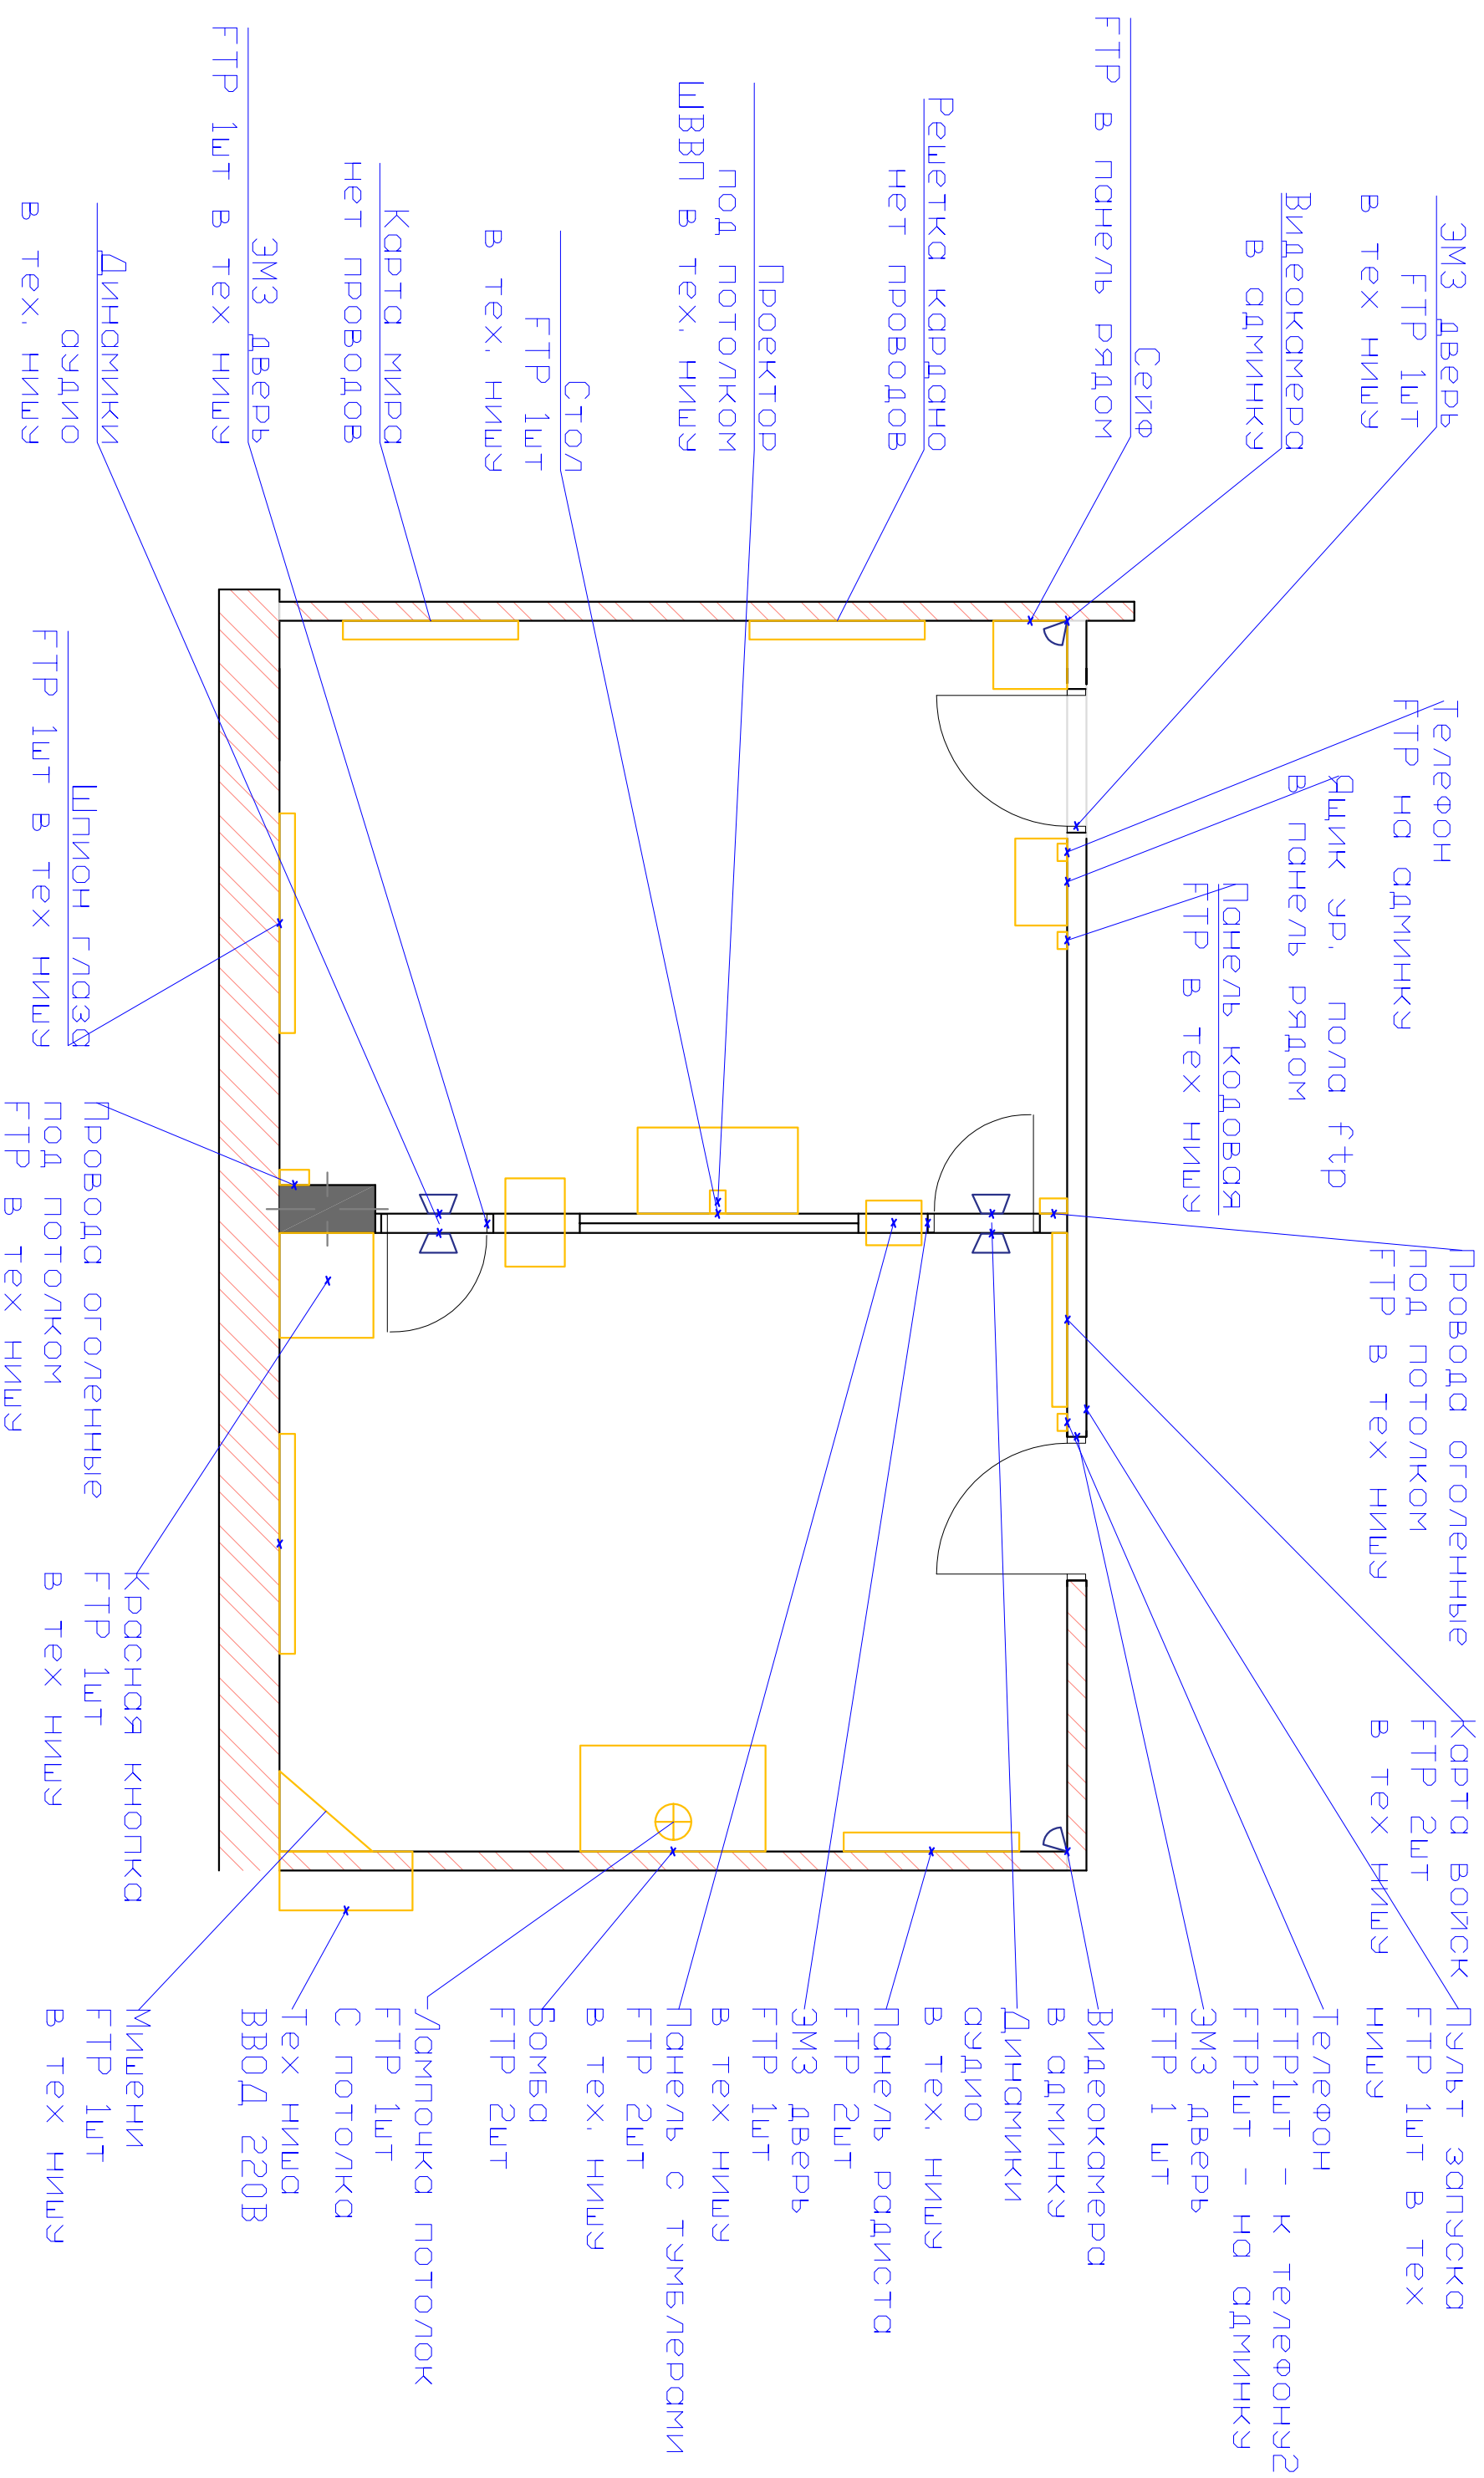 ЭМЗ дверь
FTP 1шт
в тех нишу
Видеокамера
в админку
Сейф
FTP в панель рядом
Решетка кардано
нет проводов
Проектор
под потолком
ШВВП в тех. нишу
Стол
FTP 1шт
в тех. нишу
Карта мира
нет проводов
ЭМЗ дверь
FTP 1шт в тех нишу
Динамики
аудио
в тех. нишу
Телефон
FTP на админку
Ящик ур. пола ftp
в панель рядом
Панель кодовая
FTP в тех нишу
Шпион глаза
FTP 1шт в тех нишу
Провода оголенные
под потолком
FTP в тех нишу
Провода оголенные
под потолком
FTP в тех нишу
Карта войск
FTP 2шт
в тех нишу
Красная кнопка
FTP 1шт
в тех нишу
Пульт запуска
FTP 1шт в тех
нишу
Телефон
FTP1шт - к телефону2
FTP1шт - на админку
ЭМЗ дверь
FTP 1 шт
Видеокамера
в админку
Динамики
аудио
в тех. нишу
Панель радиста
FTP 2шт
ЭМЗ дверь
FTP 1шт
в тех нишу
Панель с тумблерами
FTP 2шт
в тех. нишу
Бомба
FTP 2шт
Лампочка потолок
FTP 1шт
С потолка
Тех ниша
ВВОД 220В
Мишени
FTP 1шт
в тех нишу